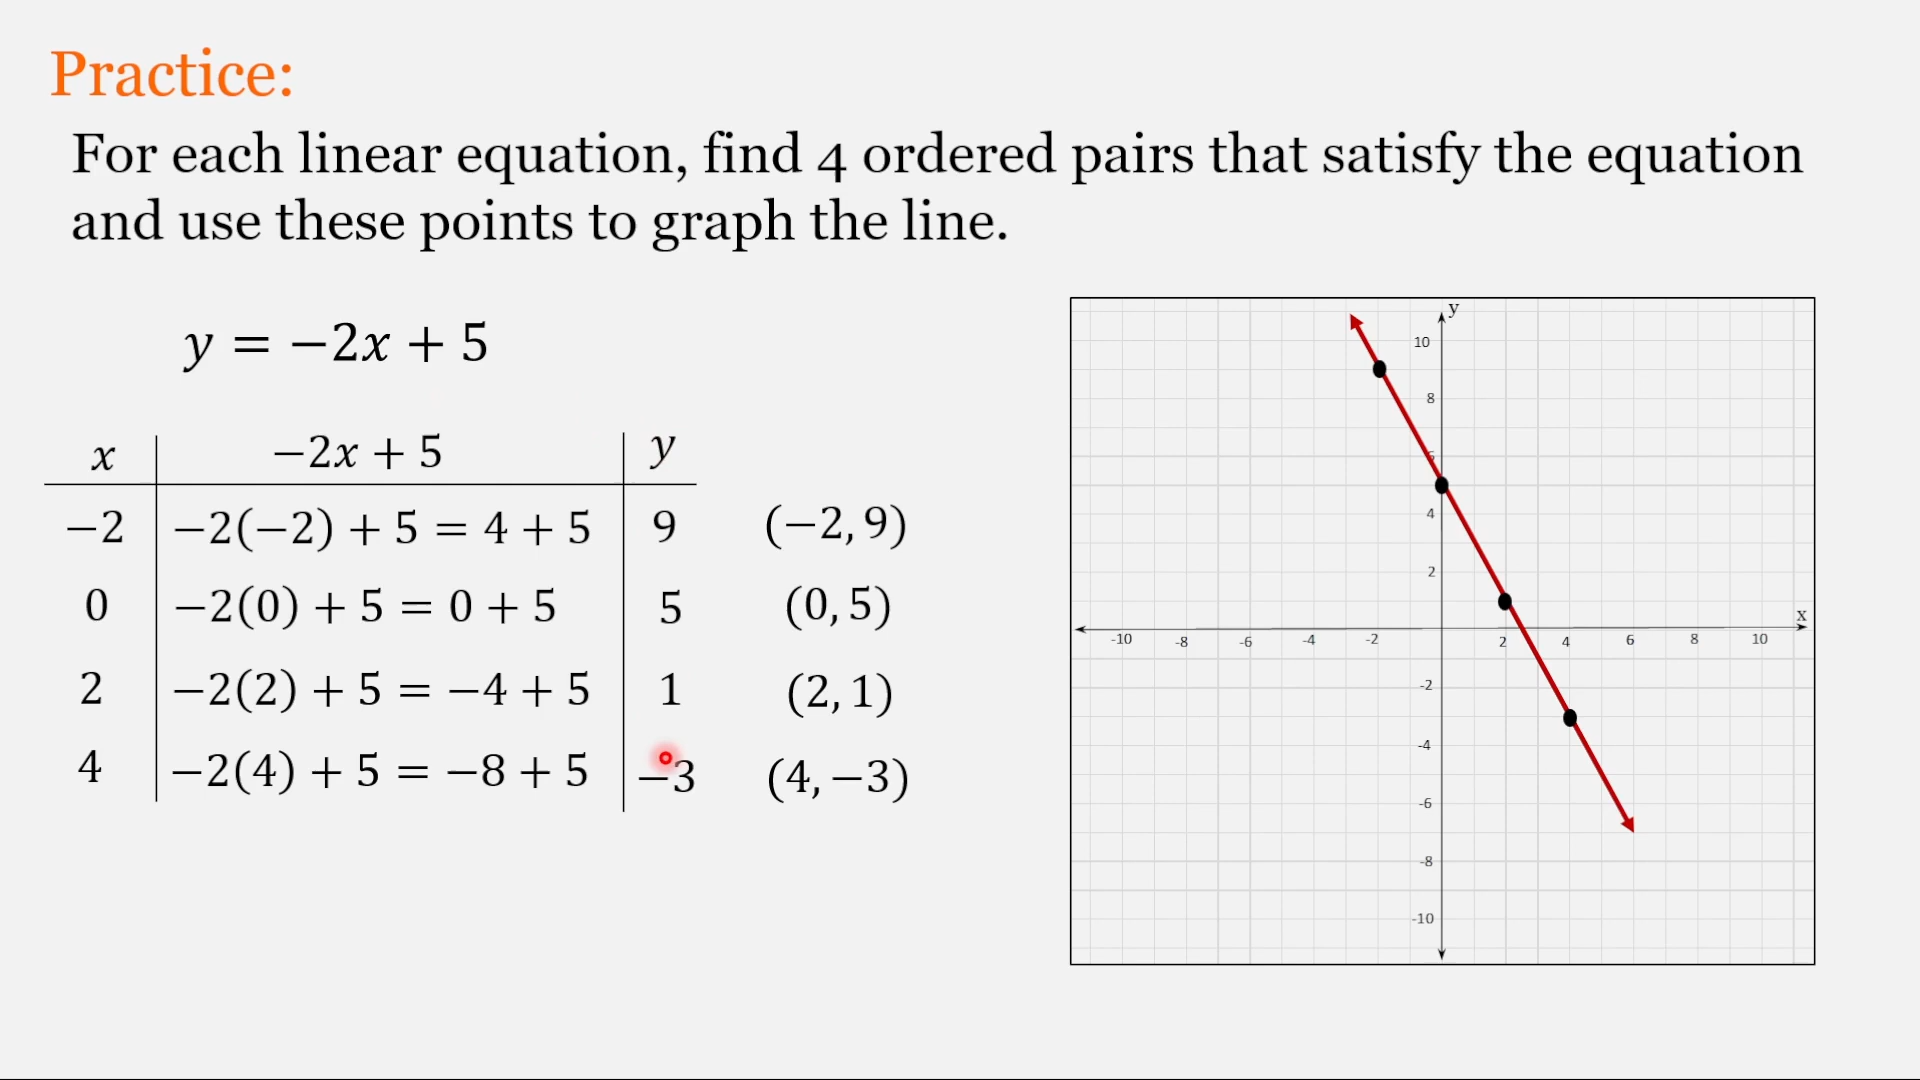 Practice:
For each linear equation, find 4 ordered pairs that satisfy the equation
and use these points to graph the line.
y = −2x + 5
x −2x + 5 y
−2 −2(−2) + 5 = 4 + 5 9 (−2, 9)
0 −2(0) + 5 = 0 + 5 5 (0, 5)
2 −2(2) + 5 = −4 + 5 1 (2, 1)
4 −2(4) + 5 = −8 + 5 −3 (4, −3)
y
10
8
6
4
2
x
-10 -8 -6 -4 -2 2 4 6 8 10
-2
-4
-6
-8
-10